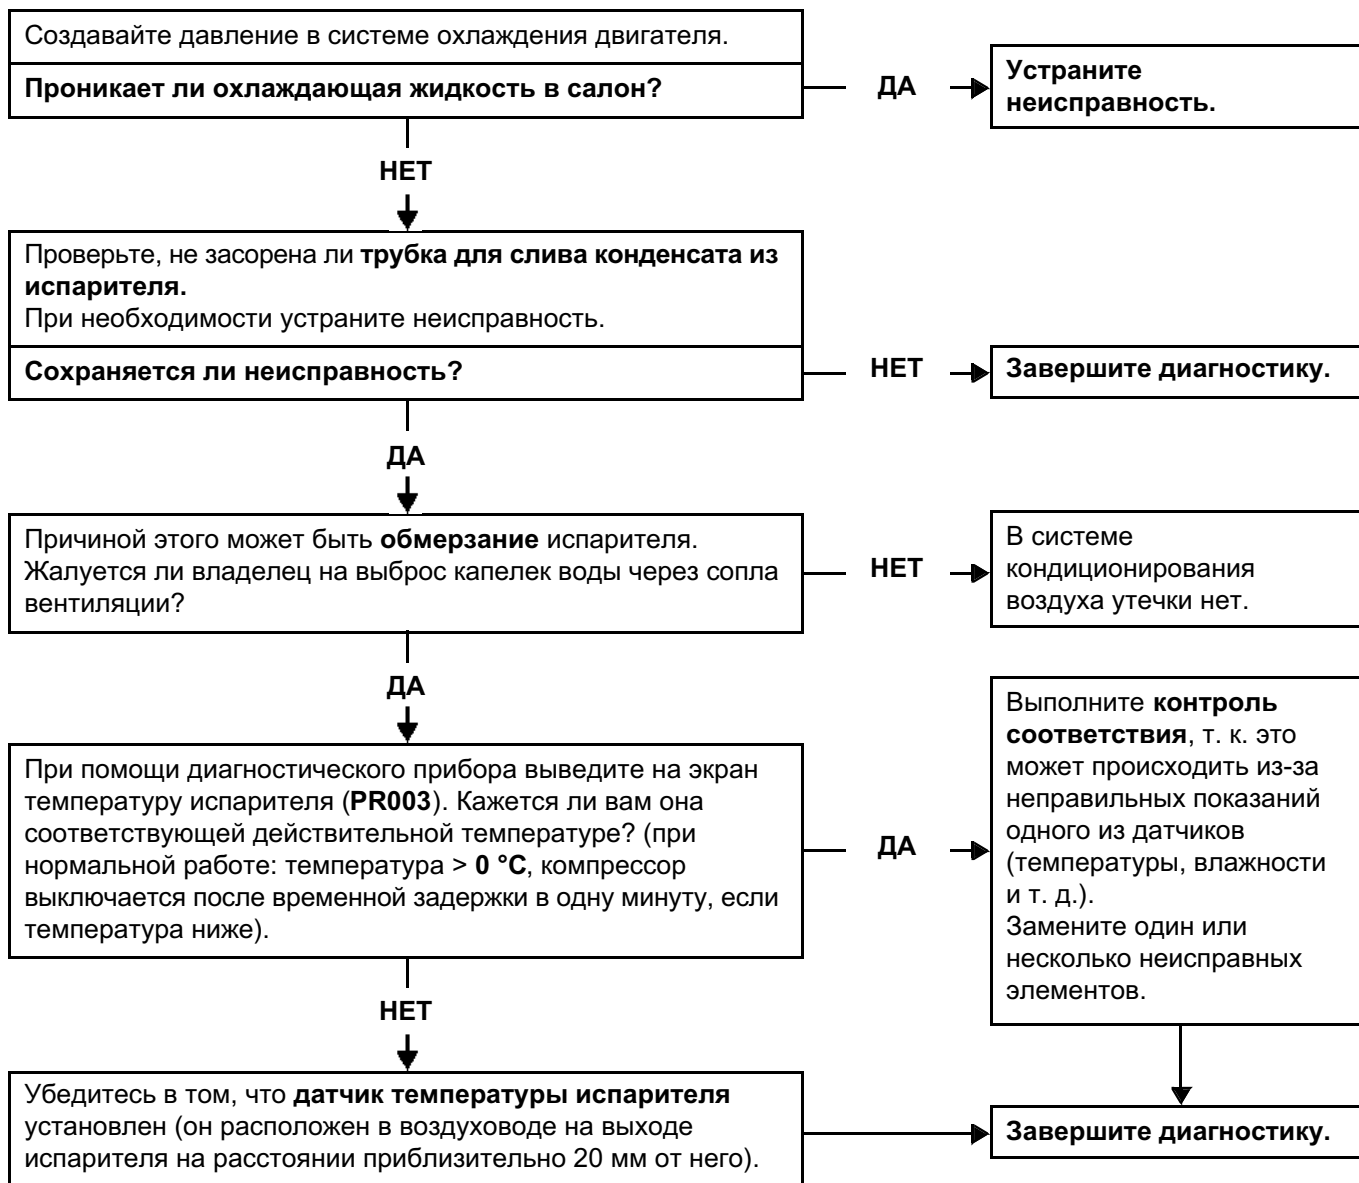 Создавайте давление в системе охлаждения двигателя.
Проникает ли охлаждающая жидкость в салон?
ДА
Устраните
неисправность.
НЕТ
Проверьте, не засорена ли трубка для слива конденсата из
испарителя.
При необходимости устраните неисправность.
Сохраняется ли неисправность?
НЕТ
Завершите диагностику.
ДА
Причиной этого может быть обмерзание испарителя.
Жалуется ли владелец на выброс капелек воды через сопла
вентиляции?
НЕТ
В системе
кондиционирования
воздуха утечки нет.
ДА
При помощи диагностического прибора выведите на экран
температуру испарителя (PR003). Кажется ли вам она
соответствующей действительной температуре? (при
нормальной работе: температура > 0 °C, компрессор
выключается после временной задержки в одну минуту, если
температура ниже).
ДА
Выполните контроль
соответствия, т. к. это
может происходить из-за
неправильных показаний
одного из датчиков
(температуры, влажности
и т. д.).
Замените один или
несколько неисправных
элементов.
НЕТ
Убедитесь в том, что датчик температуры испарителя
установлен (он расположен в воздуховоде на выходе
испарителя на расстоянии приблизительно 20 мм от него).
Завершите диагностику.